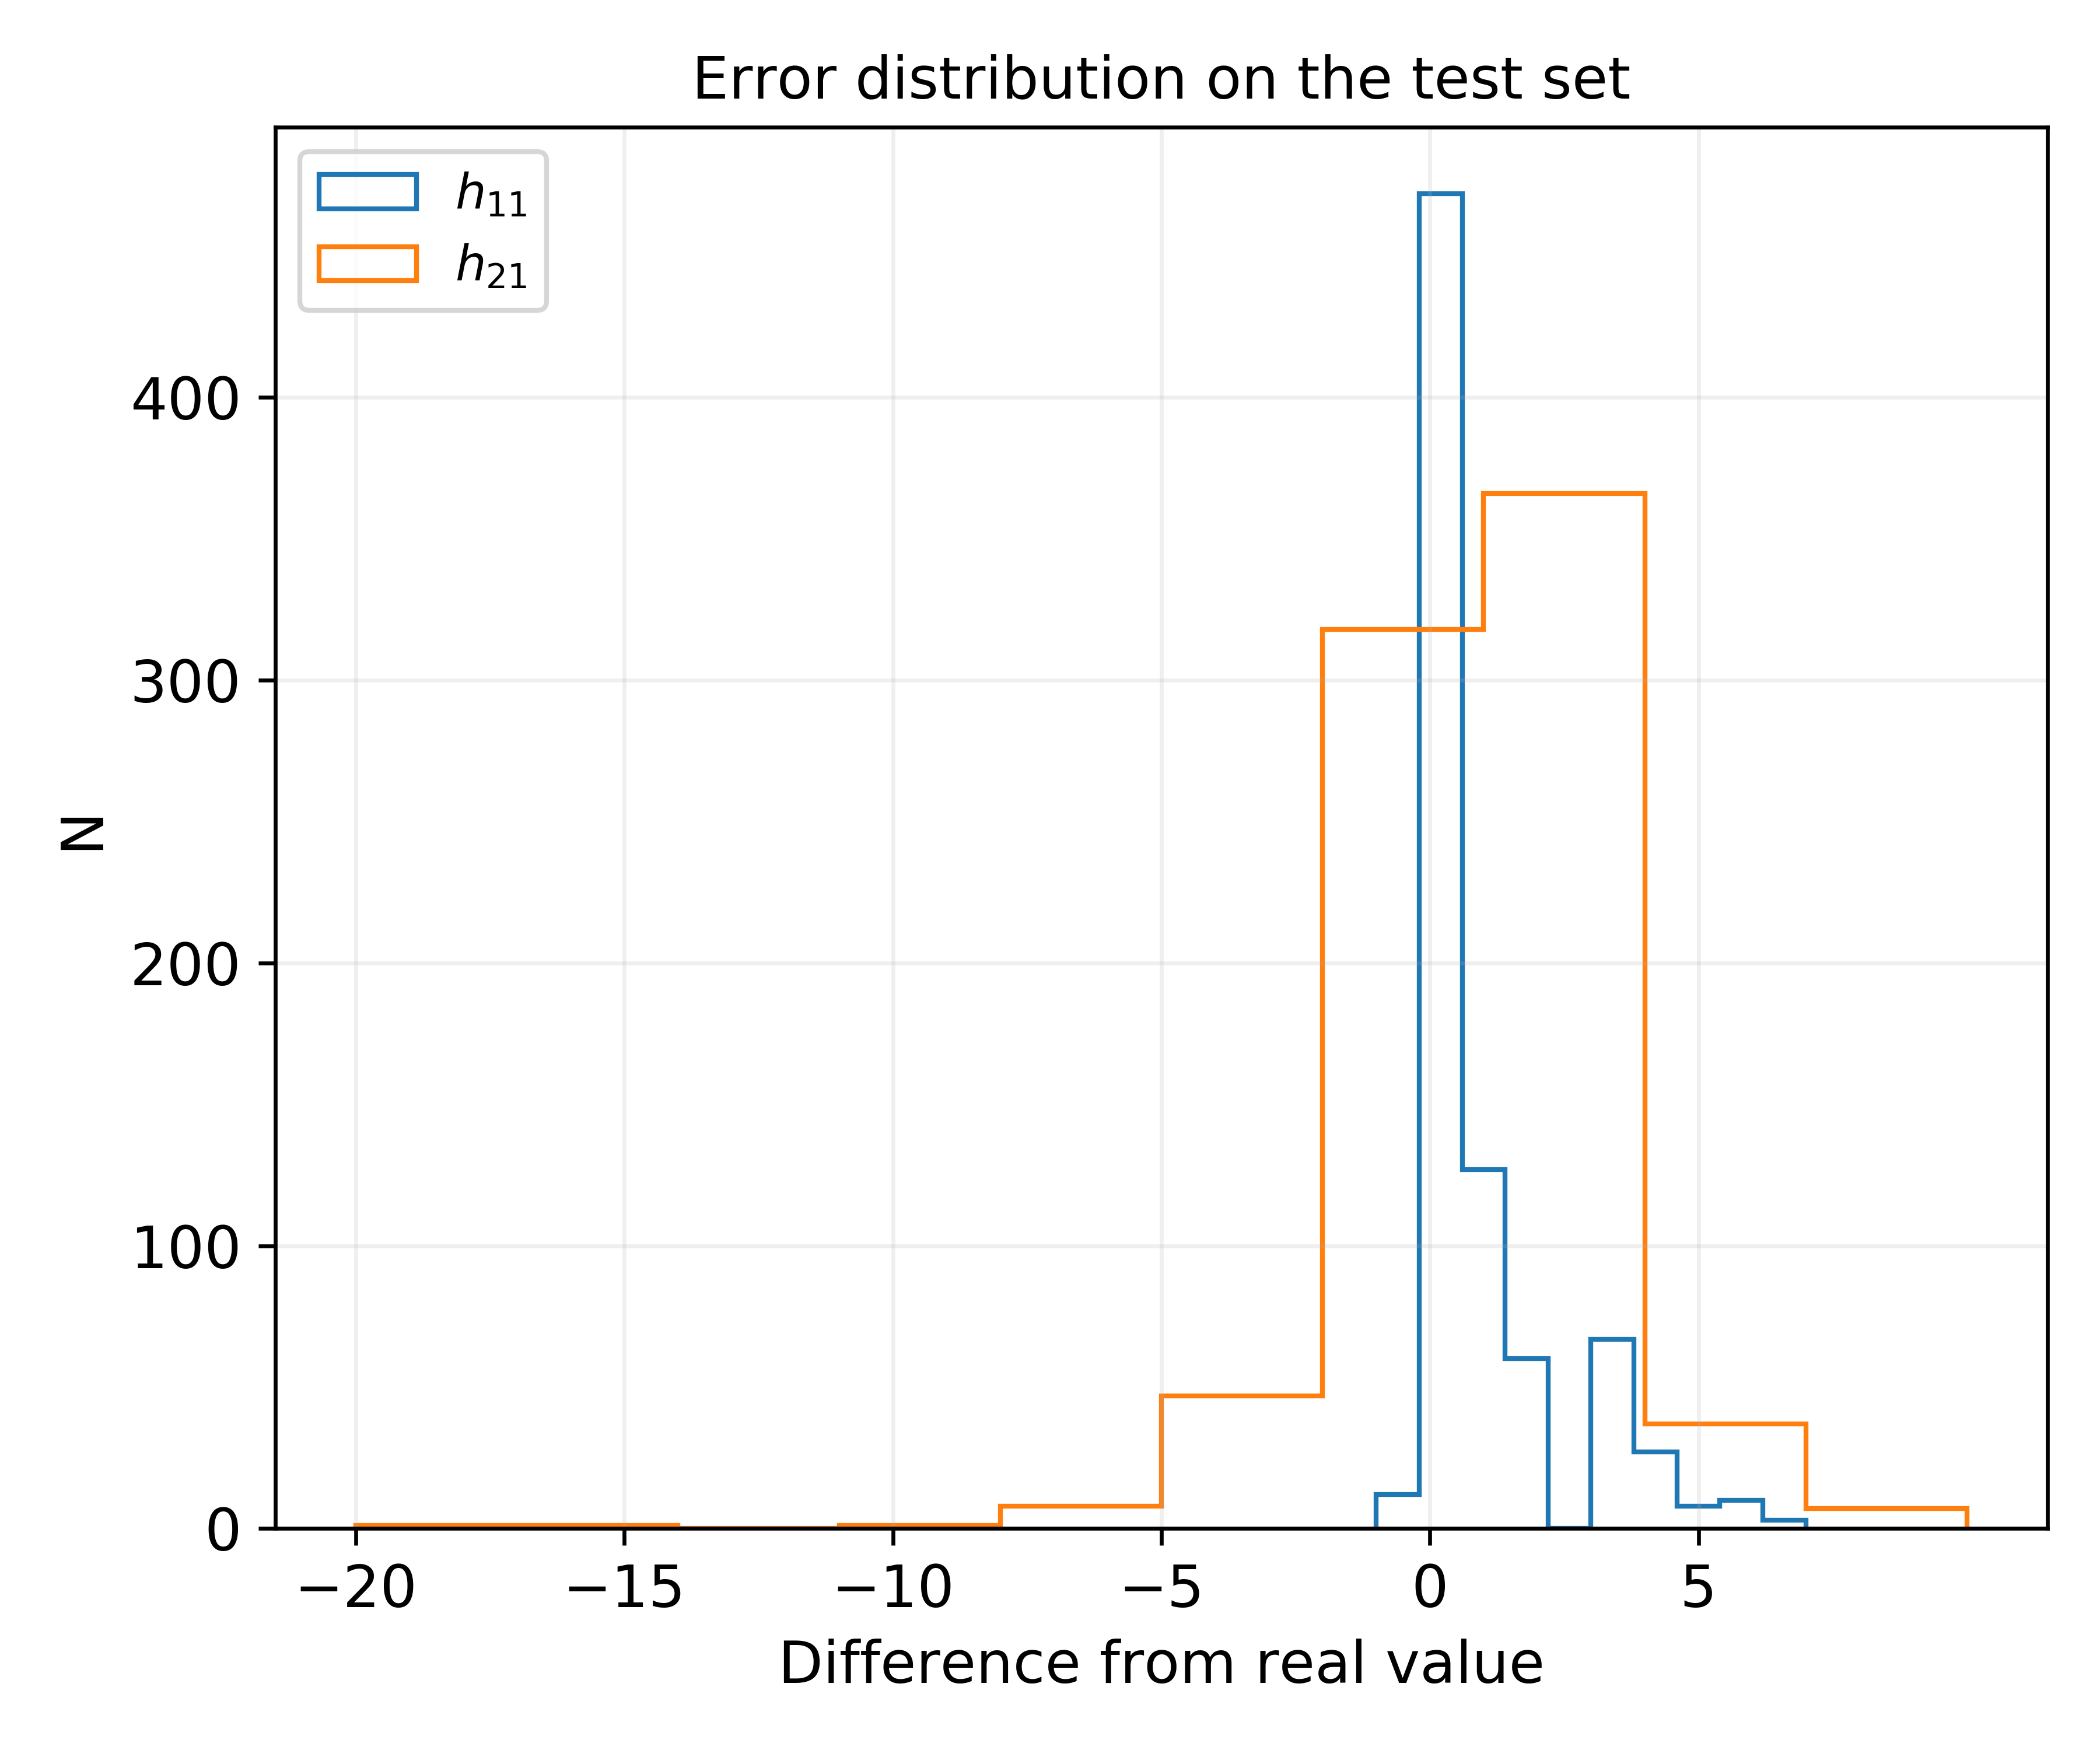 Error distribution on the test set
h₁₁
h₂₁
400
300
200
100
0
N
−20 −15 −10 −5 0 5
Difference from real value